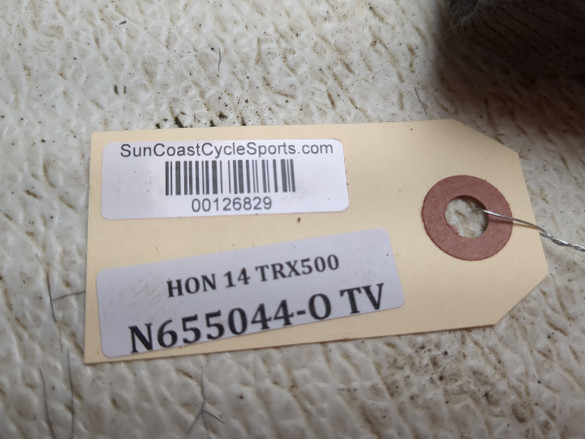 SunCoastCycleSports.com
00126829
HON 14 TRX500
N655044-O TV